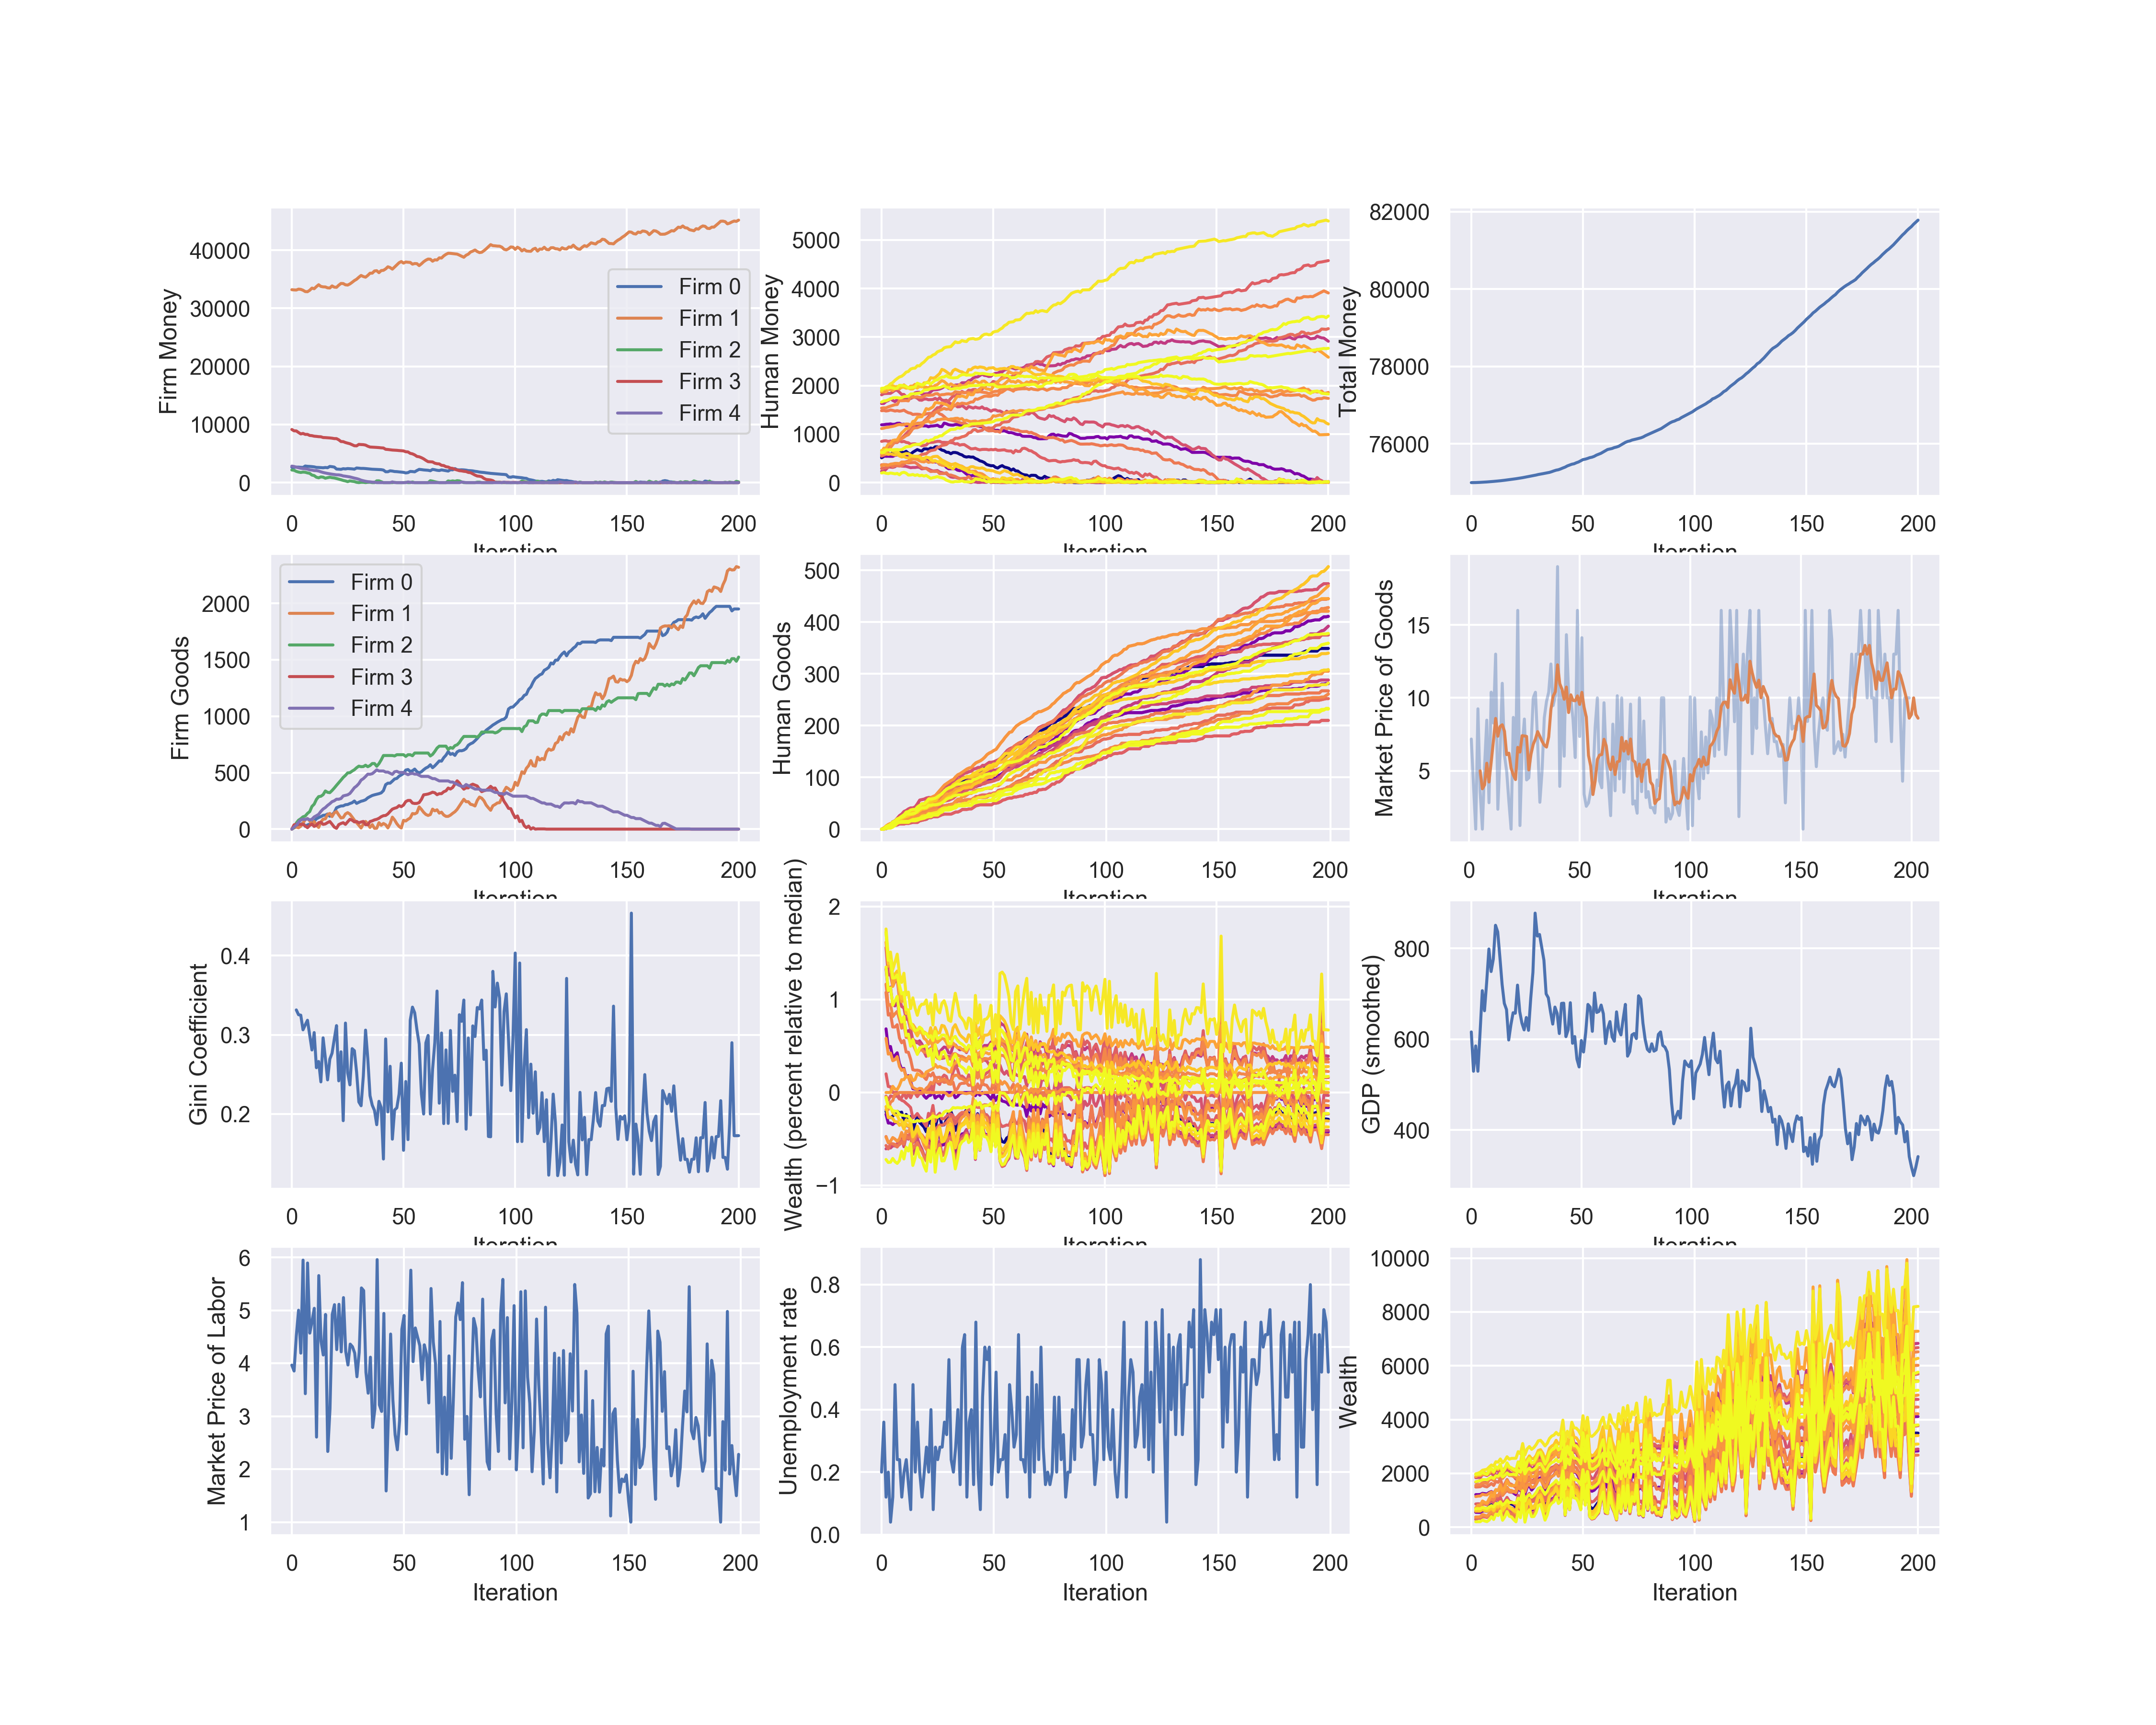 Firm Money
40000
30000
20000
10000
0
0 50 100 150 200
Iteration
Firm 0
Firm 1
Firm 2
Firm 3
Firm 4
Human Money
5000
4000
3000
2000
1000
0
0 50 100 150 200
Iteration
Total Money
82000
80000
78000
76000
0 50 100 150 200
Iteration
Firm Goods
2000
1500
1000
500
0
0 50 100 150 200
Iteration
Firm 0
Firm 1
Firm 2
Firm 3
Firm 4
Human Goods
500
400
300
200
100
0
0 50 100 150 200
Iteration
Market Price of Goods
15
10
5
0 50 100 150 200
Iteration
Gini Coefficient
0.4
0.3
0.2
0 50 100 150 200
Iteration
Wealth (percent relative to median)
2
1
0
−1
0 50 100 150 200
Iteration
GDP (smoothed)
800
600
400
0 50 100 150 200
Iteration
Market Price of Labor
6
5
4
3
2
1
0 50 100 150 200
Iteration
Unemployment rate
0.8
0.6
0.4
0.2
0.0
0 50 100 150 200
Iteration
Wealth
10000
8000
6000
4000
2000
0
0 50 100 150 200
Iteration